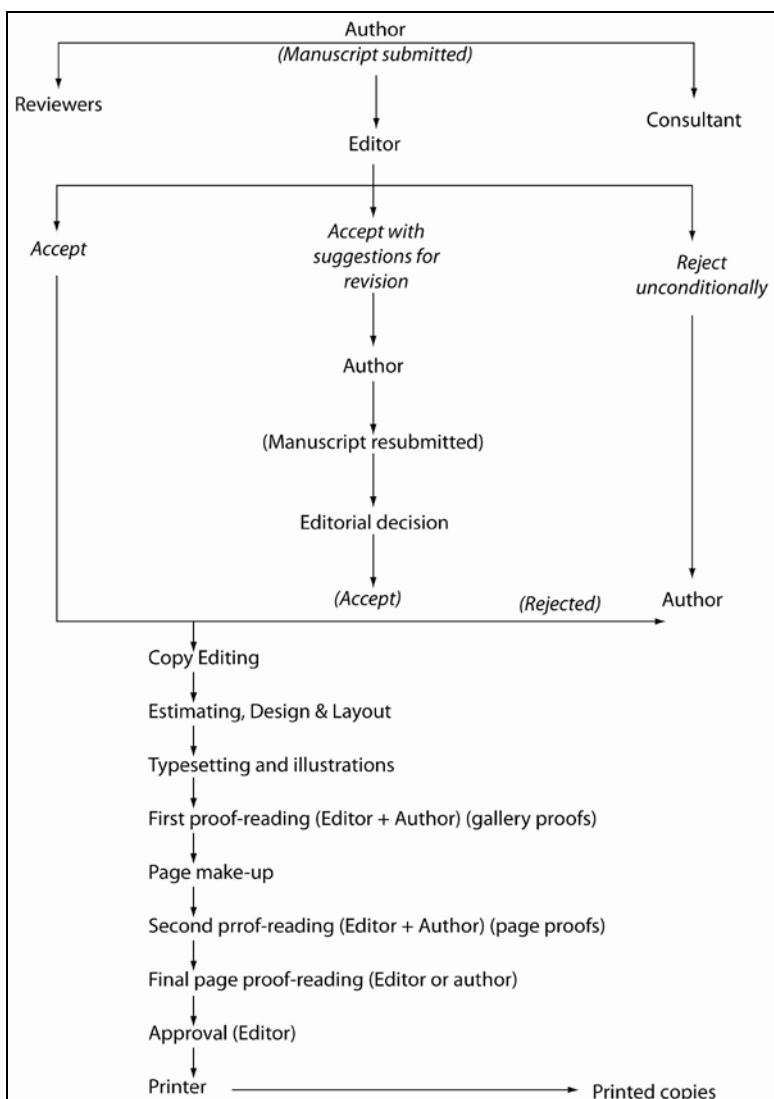 Author
(Manuscript submitted)
Reviewers
Consultant
Editor
Accept
Accept with
suggestions for
revision
Reject
unconditionally
Author
(Manuscript resubmitted)
Editorial decision
(Accept)
(Rejected)
Author
Copy Editing
Estimating, Design & Layout
Typesetting and illustrations
First proof-reading (Editor + Author) (gallery proofs)
Page make-up
Second prrof-reading (Editor + Author) (page proofs)
Final page proof-reading (Editor or author)
Approval (Editor)
Printer
Printed copies